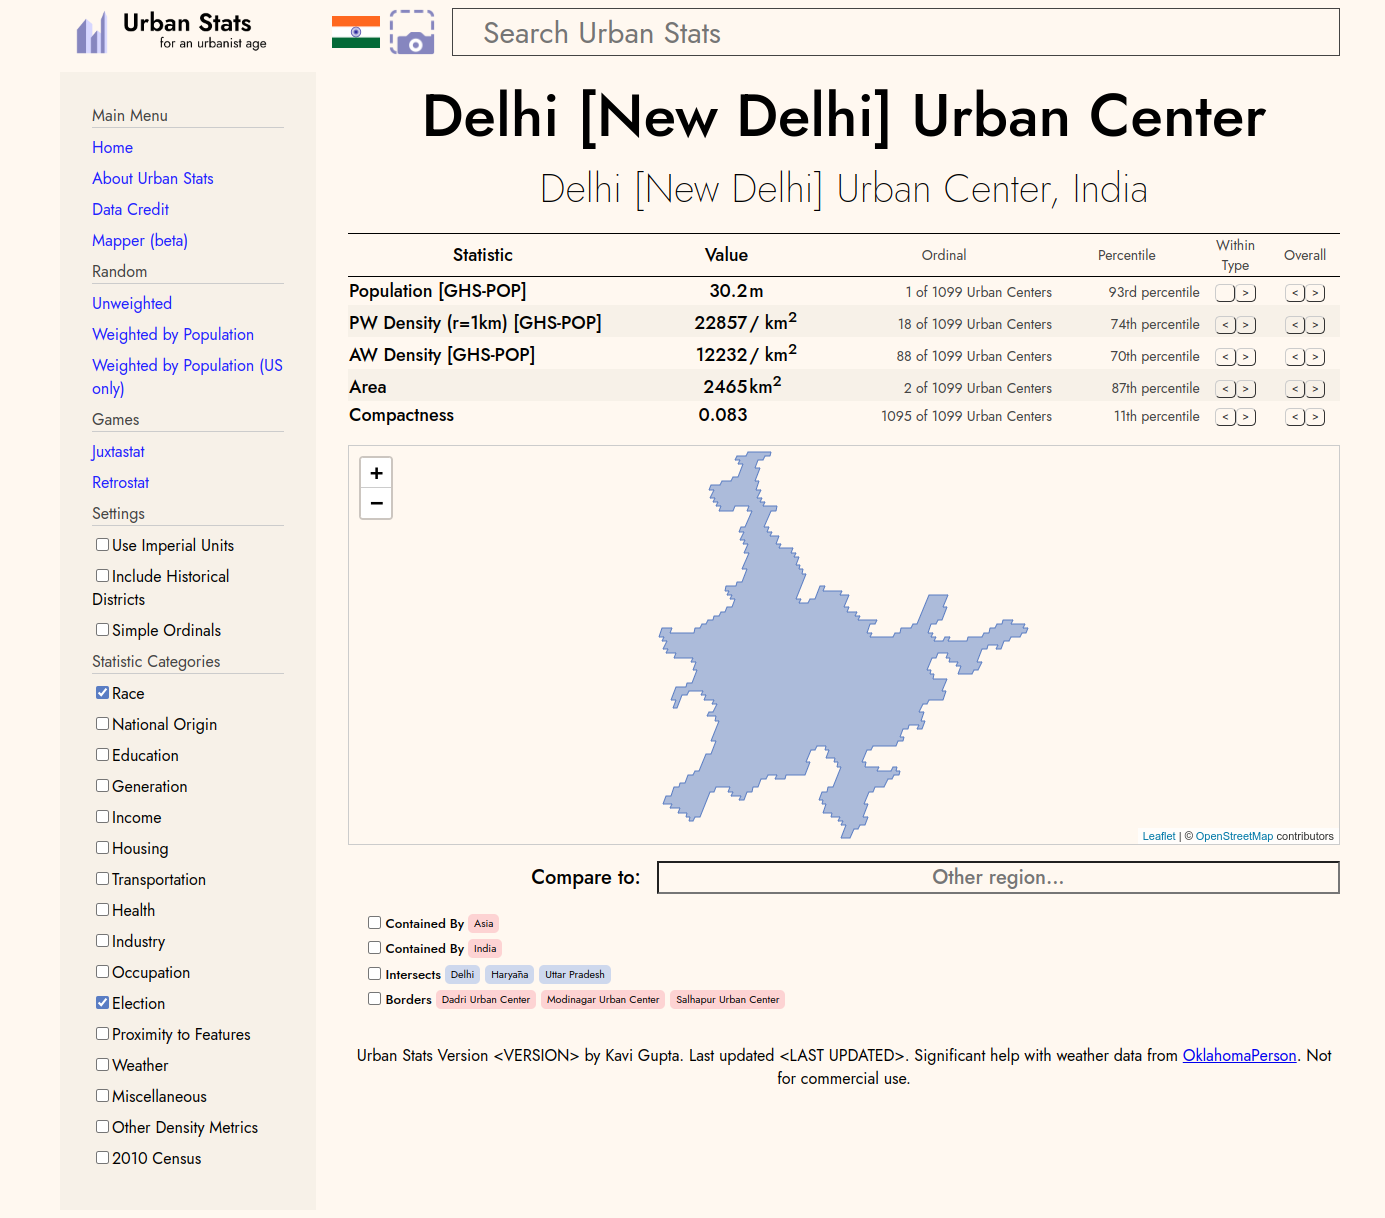 Urban Stats
for an urbanist age
Search Urban Stats
Main Menu
Home
About Urban Stats
Data Credit
Mapper (beta)
Random
Unweighted
Weighted by Population
Weighted by Population (US
only)
Games
Juxtastat
Retrostat
Settings
Use Imperial Units
Include Historical
Districts
Simple Ordinals
Statistic Categories
Race
National Origin
Education
Generation
Income
Housing
Transportation
Health
Industry
Occupation
Election
Proximity to Features
Weather
Miscellaneous
Other Density Metrics
2010 Census
Delhi [New Delhi] Urban Center
Delhi [New Delhi] Urban Center, India
Statistic Value Ordinal Percentile Within Type Overall
Population [GHS-POP] 30.2 m 1 of 1099 Urban Centers 93rd percentile > < >
PW Density (r=1km) [GHS-POP] 22857 / km² 18 of 1099 Urban Centers 74th percentile < > < >
AW Density [GHS-POP] 12232 / km² 88 of 1099 Urban Centers 70th percentile < > < >
Area 2465 km² 2 of 1099 Urban Centers 87th percentile < > < >
Compactness 0.083 1095 of 1099 Urban Centers 11th percentile < > < >
+
−
Leaflet | © OpenStreetMap contributors
Compare to: Other region...
Contained By Asia
Contained By India
Intersects Delhi Haryāna Uttar Pradesh
Borders Dadri Urban Center Modinagar Urban Center Salhapur Urban Center
Urban Stats Version <VERSION> by Kavi Gupta. Last updated <LAST UPDATED>. Significant help with weather data from OklahomaPerson. Not
for commercial use.